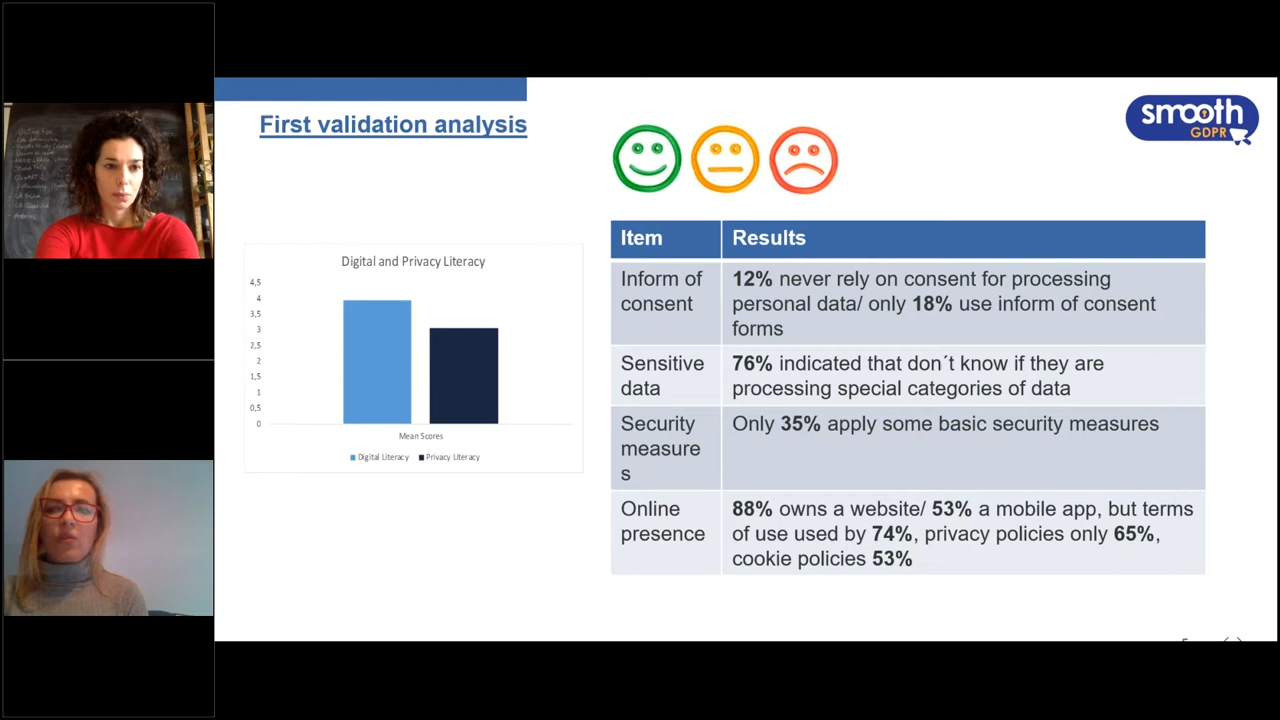 First validation analysis
smooth
GDPR
Digital and Privacy Literacy
4,5
4
3,5
3
2,5
2
1,5
1
0,5
0
Mean Scores
Digital Literacy
Privacy Literacy
Item
Results
Inform of
consent
12% never rely on consent for processing
personal data/ only 18% use inform of consent
forms
Sensitive
data
76% indicated that don´t know if they are
processing special categories of data
Security
measure
s
Only 35% apply some basic security measures
Online
presence
88% owns a website/ 53% a mobile app, but terms
of use used by 74%, privacy policies only 65%,
cookie policies 53%